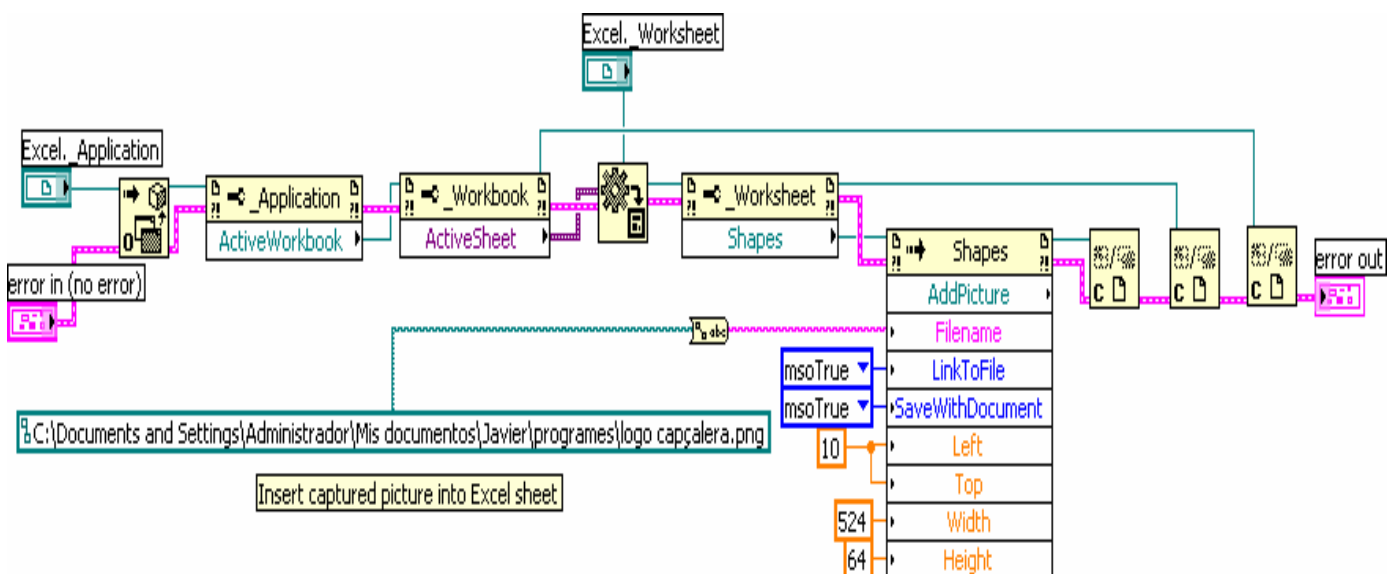 Excel._Worksheet
Excel._Application
_Application
ActiveWorkbook
_Workbook
ActiveSheet
_Worksheet
Shapes
error in (no error)
Shapes
AddPicture
Filename
LinkToFile
SaveWithDocument
Left
Top
Width
Height
error out
abc
msoTrue
msoTrue
10
524
64
C:\Documents and Settings\Administrador\Mis documentos\Javier\programes\logo capçalera.png
Insert captured picture into Excel sheet
0
C
C
C